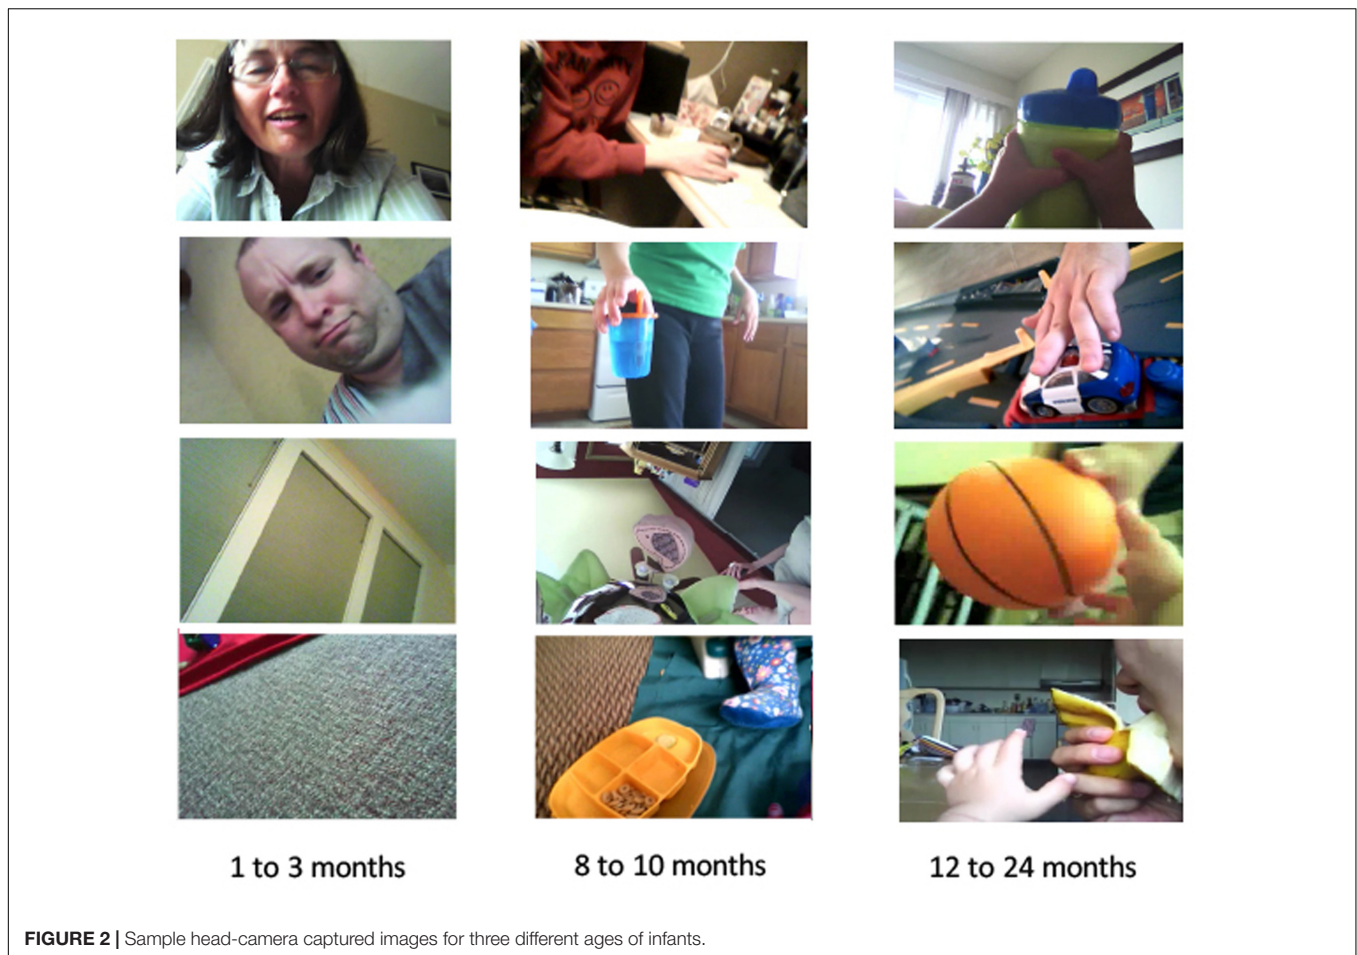 1 to 3 months
8 to 10 months
12 to 24 months
FIGURE 2 | Sample head-camera captured images for three different ages of infants.